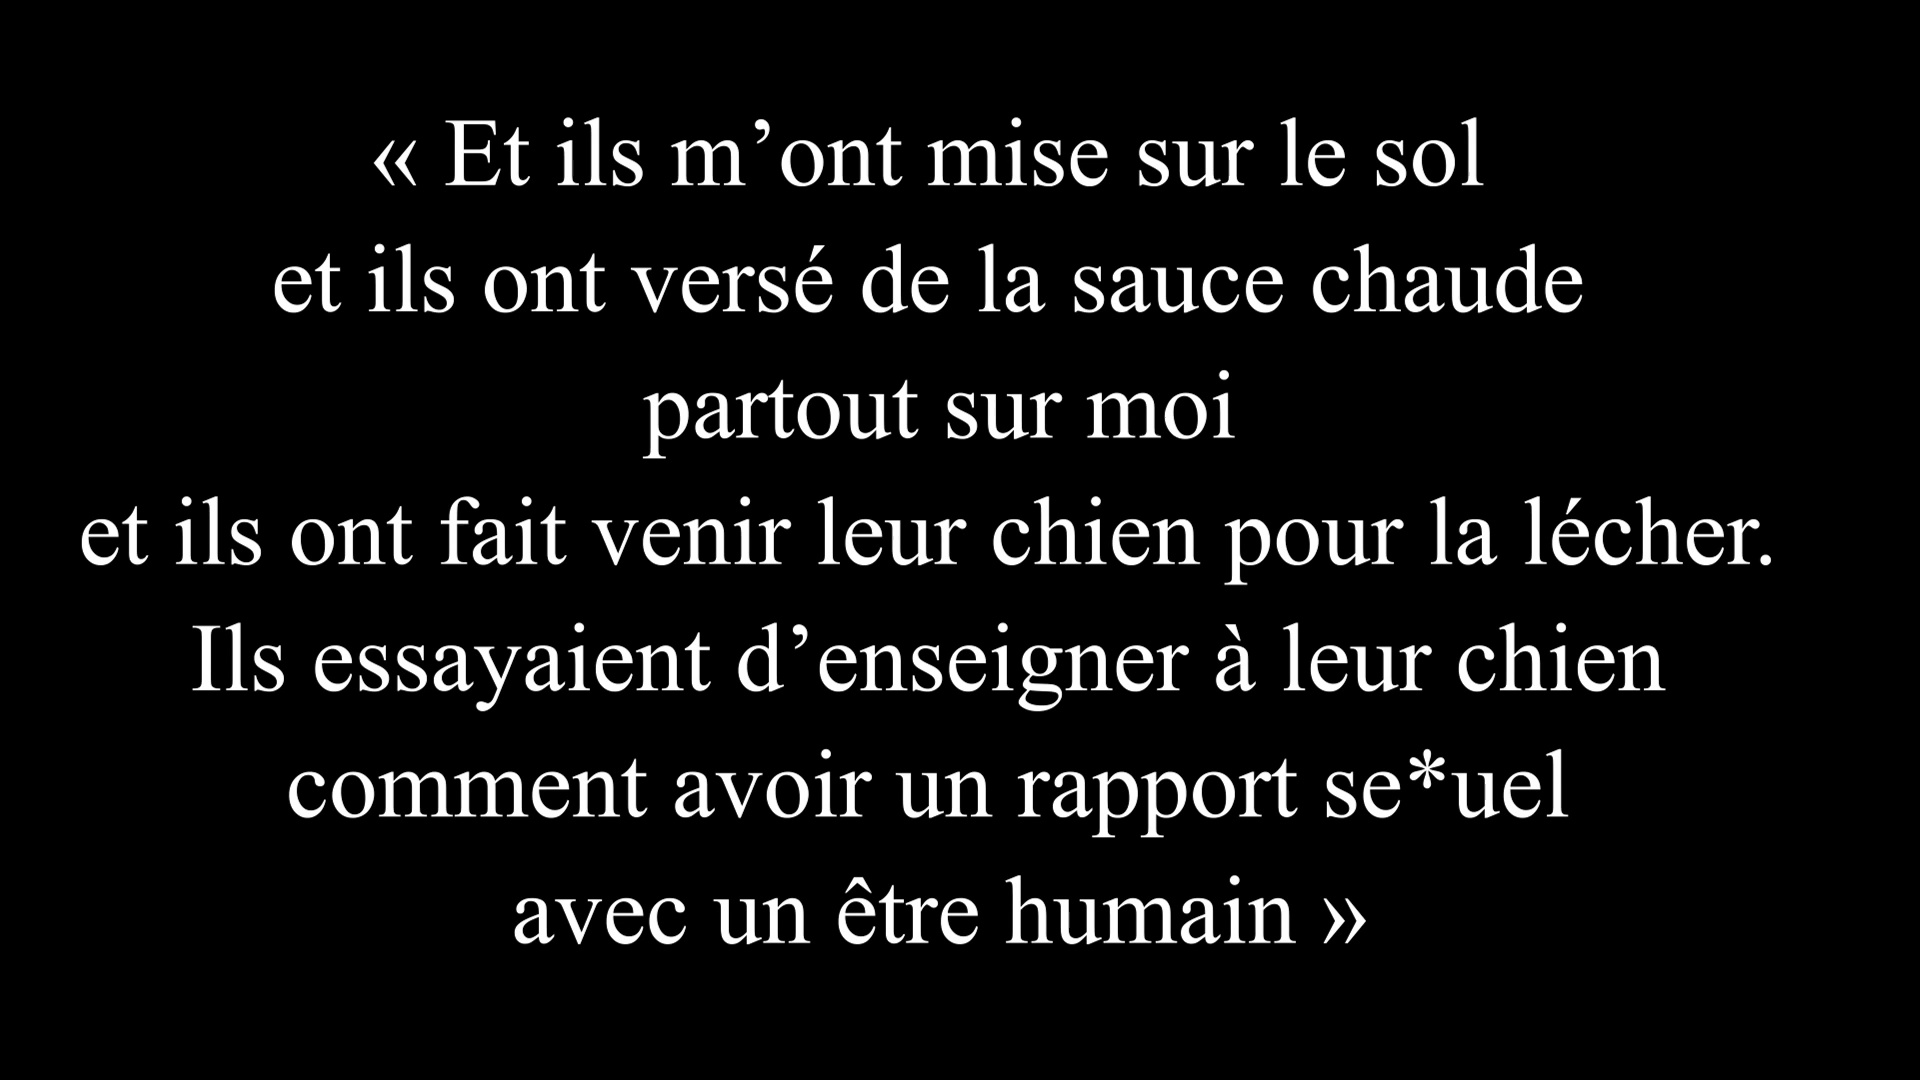 « Et ils m’ont mise sur le sol
et ils ont versé de la sauce chaude
partout sur moi
et ils ont fait venir leur chien pour la lécher.
Ils essayaient d’enseigner à leur chien
comment avoir un rapport se*uel
avec un être humain »